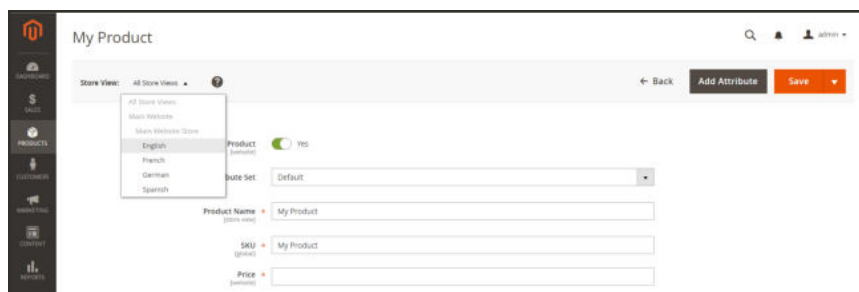 My Product
admin
DASHBOARD
Store View: All Store Views
← Back
Add Attribute
Save
SALES
All Store Views
Main Website
Main Website Store
PRODUCTS
Product
Yes
[website]
English
French
CUSTOMERS
German
bute Set
Default
Spanish
MARKETING
Product Name * My Product
[store view]
CONTENT
SKU * My Product
[global]
REPORTS
Price *
[website]